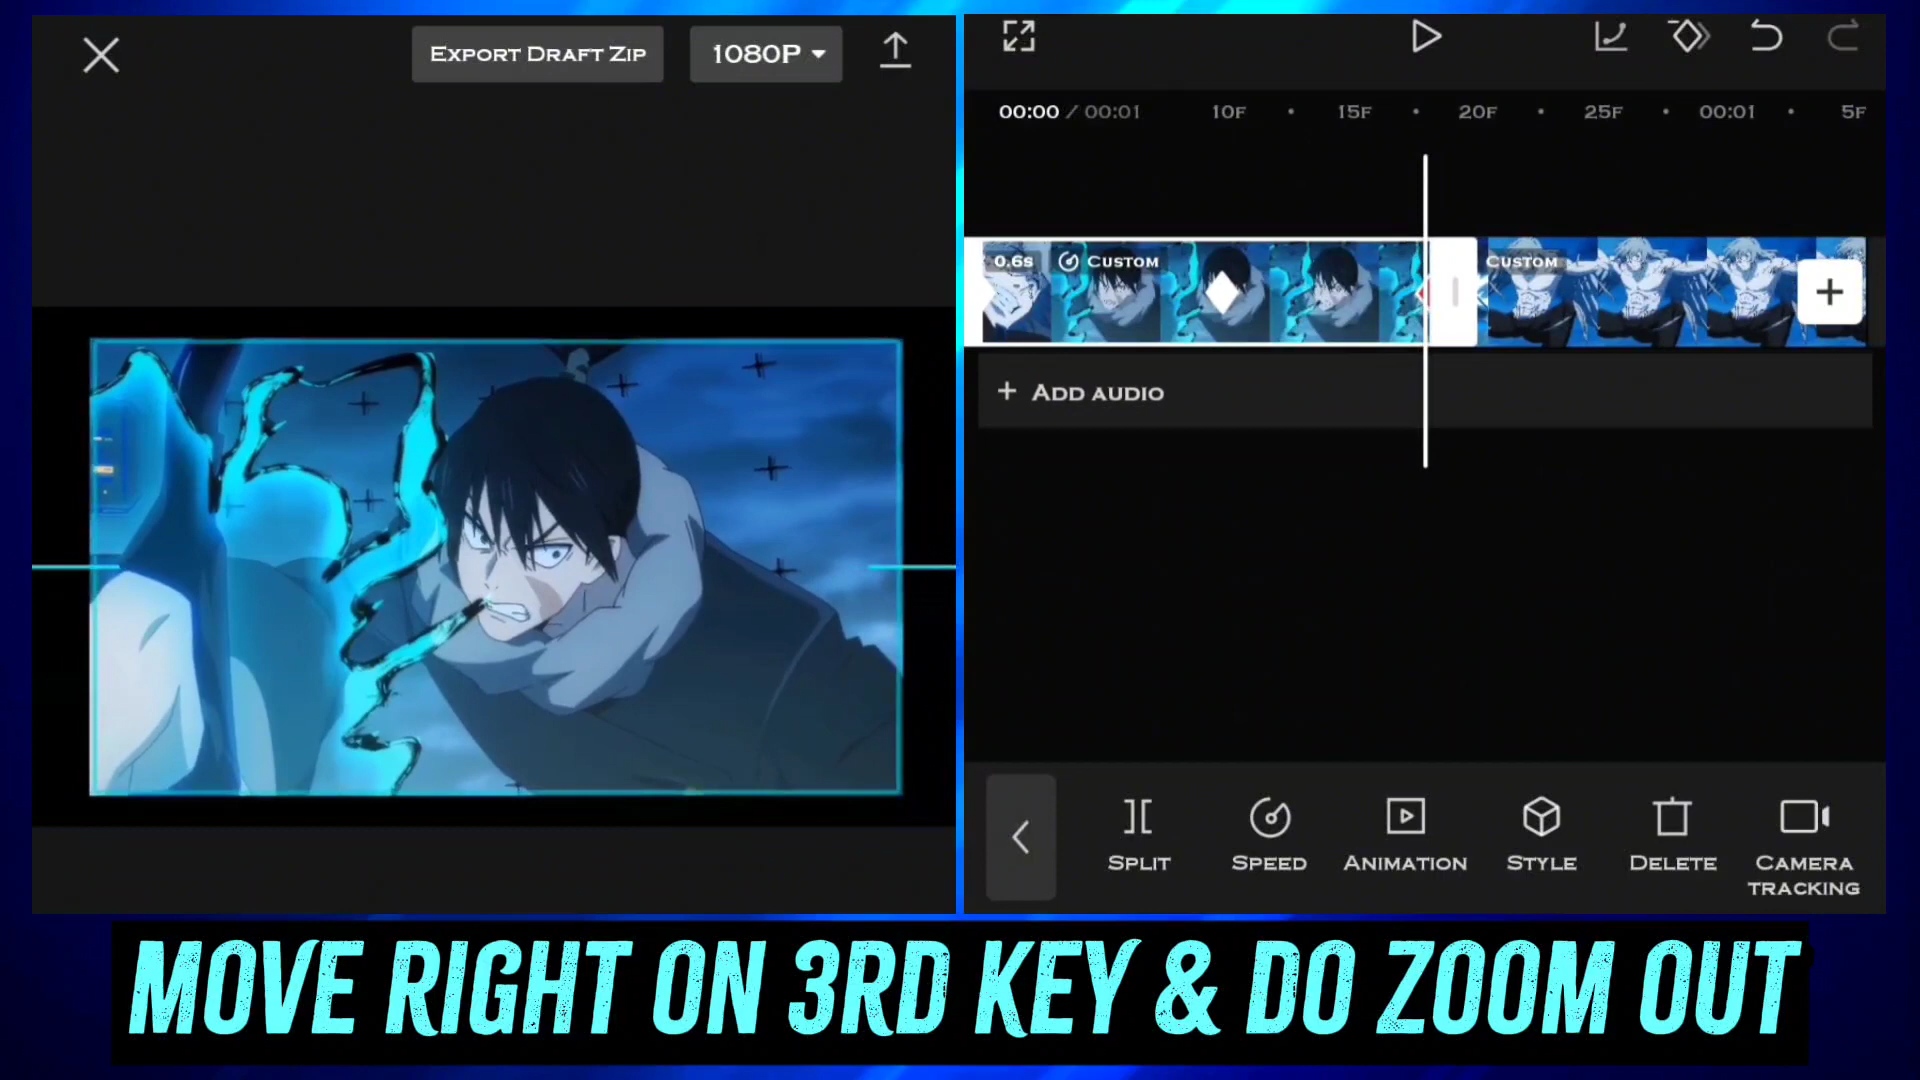 EXPORT DRAFT ZIP
1080P
00:00 / 00:01
10F
15F
20F
25F
00:01
5F
0.6s
CUSTOM
CUSTOM
+ ADD AUDIO
SPLIT
SPEED
ANIMATION
STYLE
DELETE
CAMERA
TRACKING
MOVE RIGHT ON 3RD KEY & DO ZOOM OUT